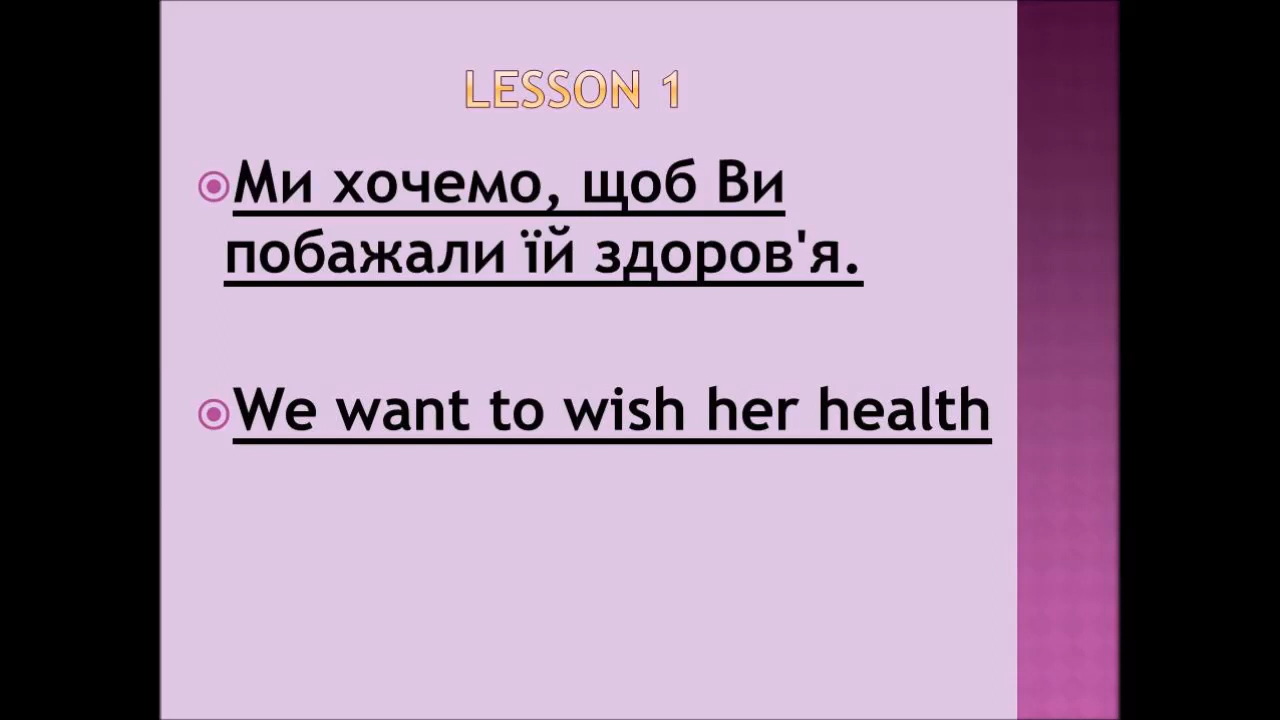 LESSON 1
Ми хочемо, щоб Ви
побажали їй здоров'я.
We want to wish her health